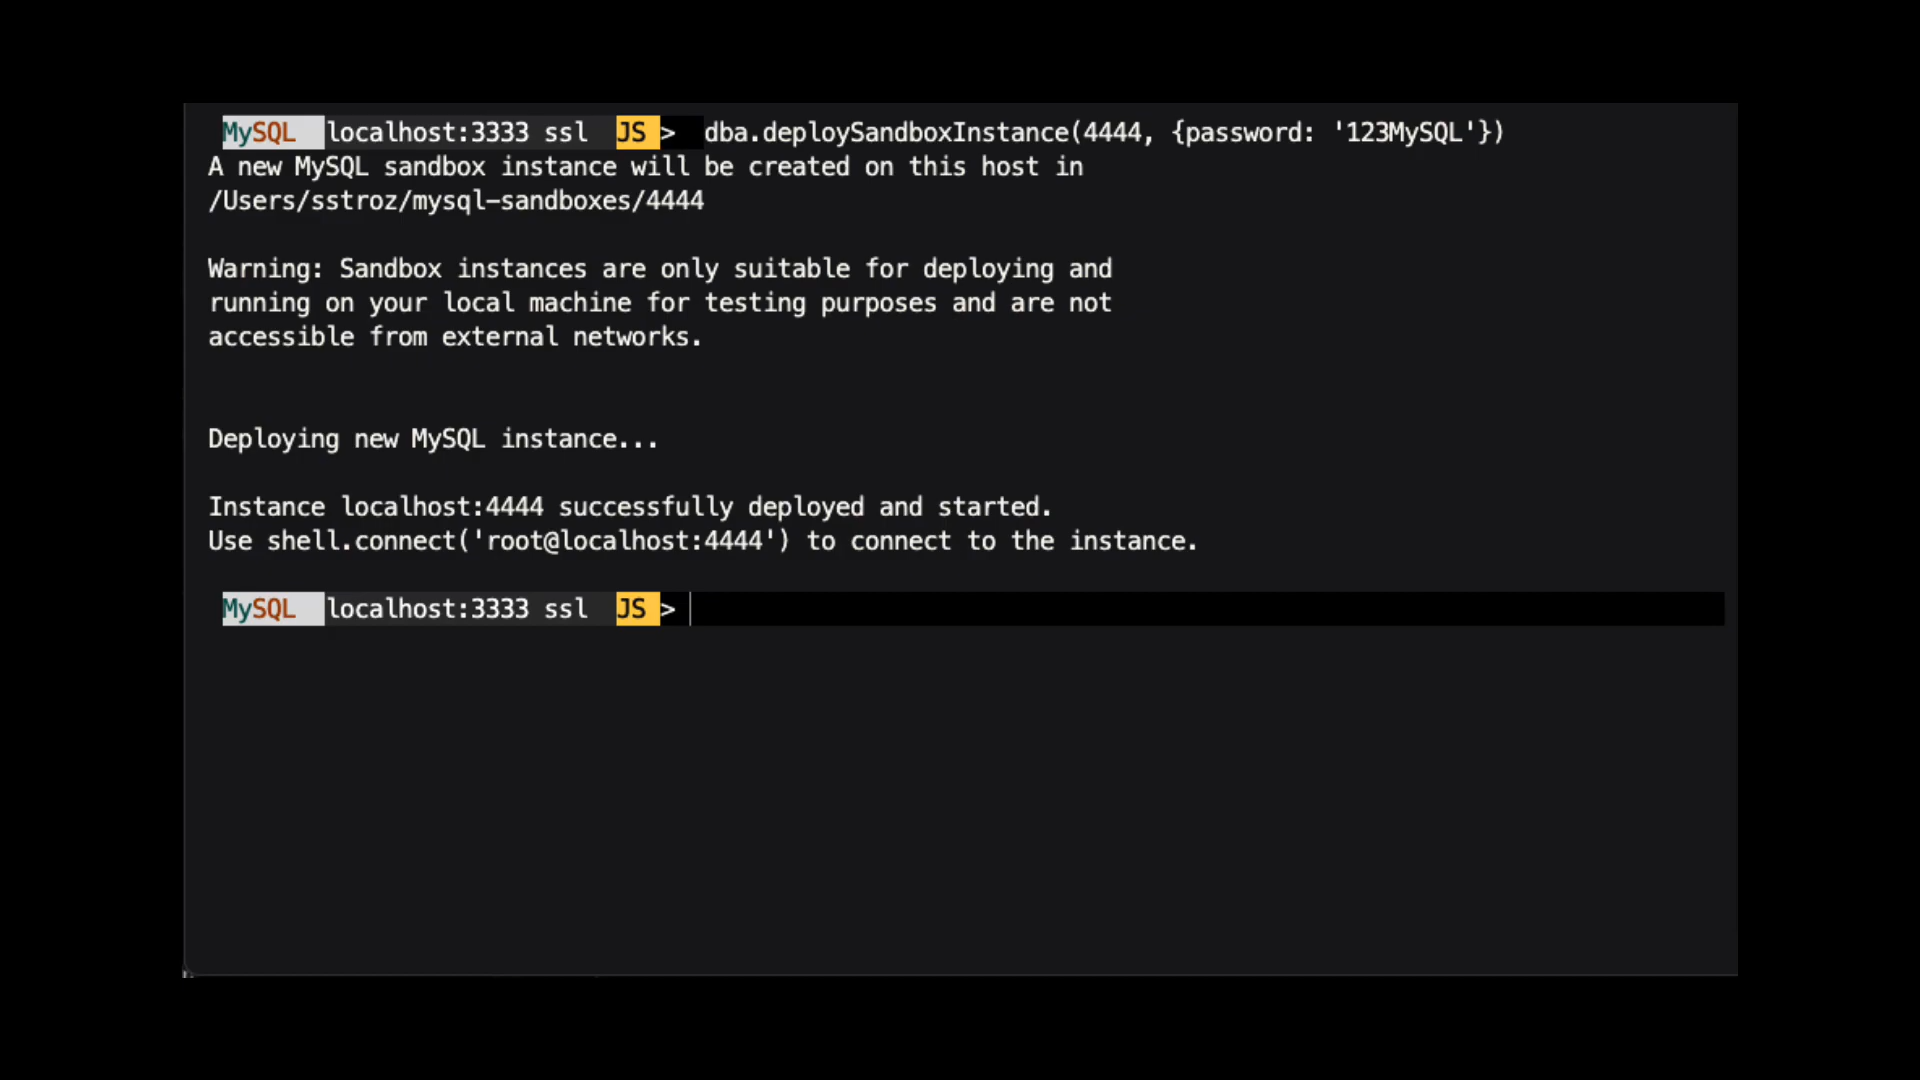 MySQL localhost:3333 ssl JS > dba.deploySandboxInstance(4444, {password: '123MySQL'})
A new MySQL sandbox instance will be created on this host in
/Users/sstroz/mysql-sandboxes/4444
Warning: Sandbox instances are only suitable for deploying and
running on your local machine for testing purposes and are not
accessible from external networks.
Deploying new MySQL instance...
Instance localhost:4444 successfully deployed and started.
Use shell.connect('root@localhost:4444') to connect to the instance.
MySQL localhost:3333 ssl JS >